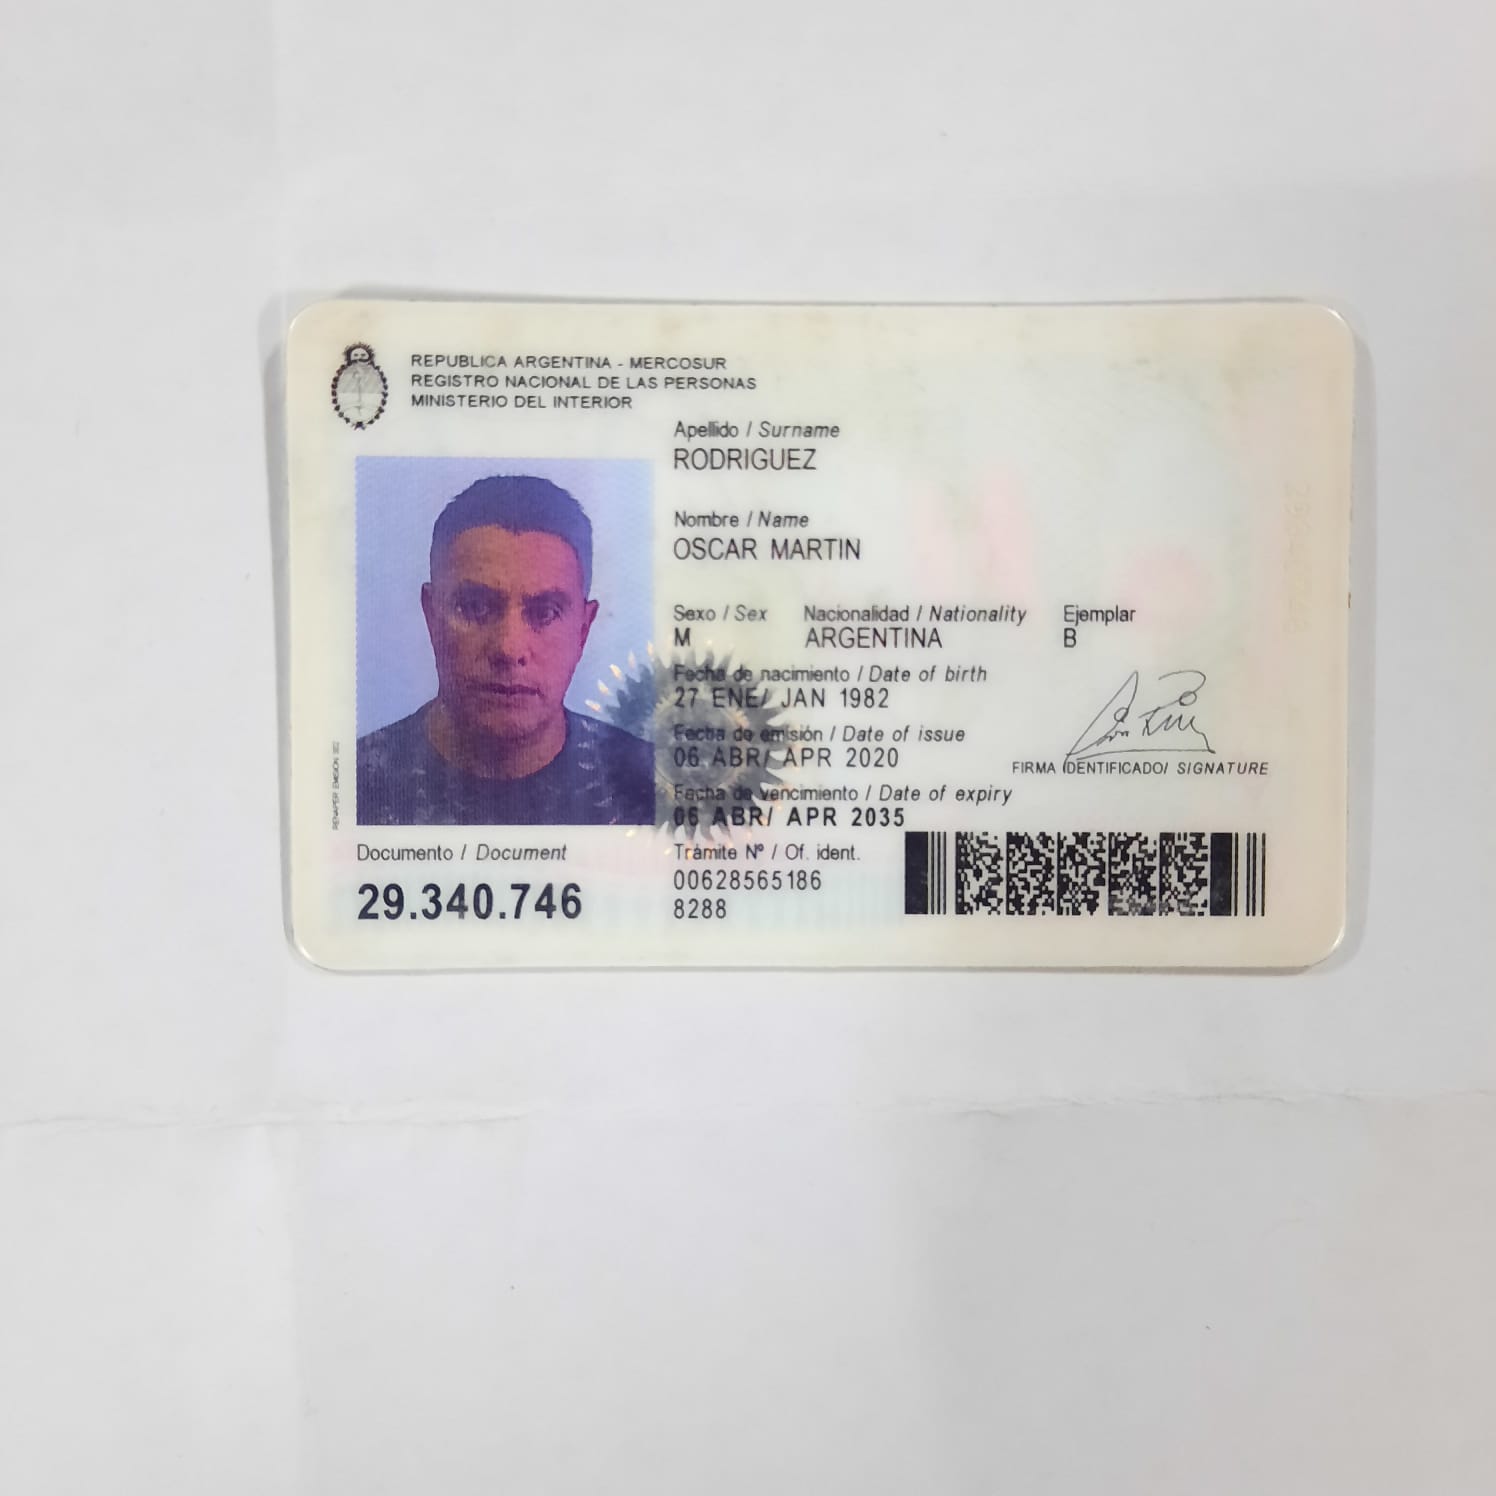 REPUBLICA ARGENTINA - MERCOSUR
REGISTRO NACIONAL DE LAS PERSONAS
MINISTERIO DEL INTERIOR
Apellido / Surname
RODRIGUEZ
Nombre / Name
OSCAR MARTIN
Sexo / Sex Nacionalidad / Nationality Ejemplar
M ARGENTINA B
Fecha de nacimiento / Date of birth
27 ENE/ JAN 1982
Fecha de emisión / Date of issue
06 ABR/ APR 2020
FIRMA IDENTIFICADO/ SIGNATURE
Fecha de vencimiento / Date of expiry
06 ABR/ APR 2035
Documento / Document
29.340.746
Trámite Nº / Of. ident.
00628565186
8288